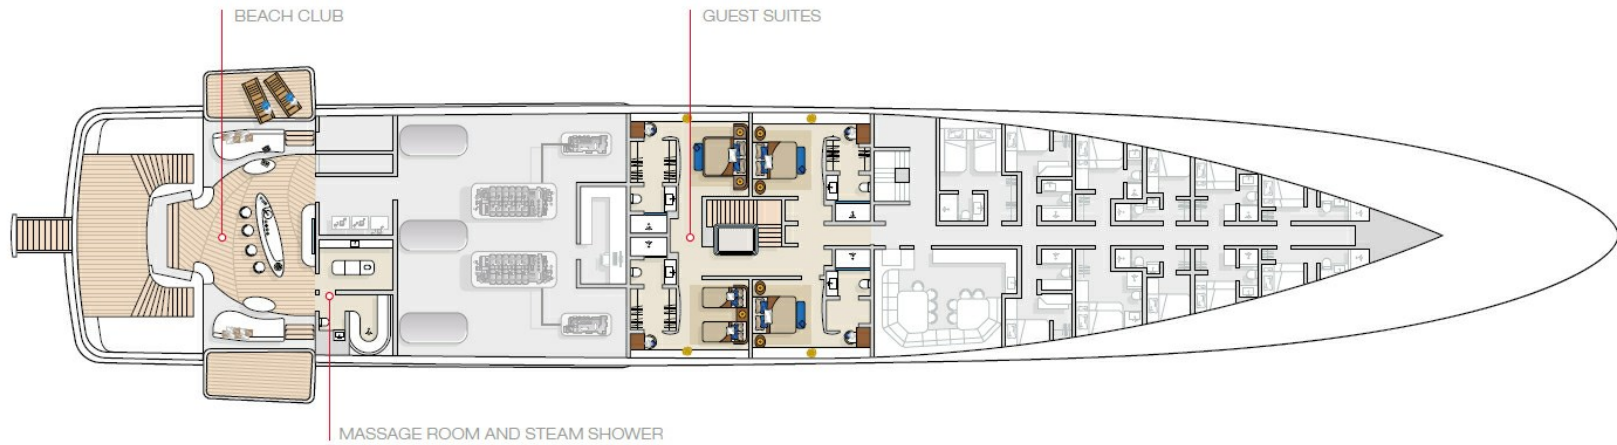 BEACH CLUB
GUEST SUITES
MASSAGE ROOM AND STEAM SHOWER